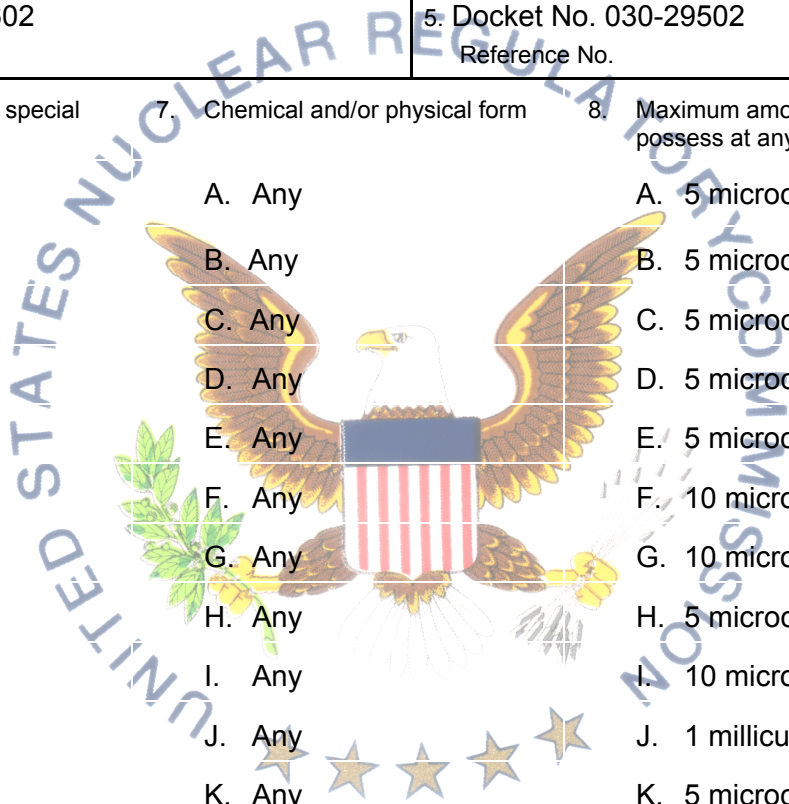 02
5. Docket No. 030-29502
Reference No.
special
7. Chemical and/or physical form
8. Maximum amo
possess at any
A. Any
A. 5 microc
B. Any
B. 5 microc
C. Any
C. 5 microc
D. Any
D. 5 microc
E. Any
E. 5 microc
F. Any
F. 10 micro
G. Any
G. 10 micro
H. Any
H. 5 microc
I. Any
I. 10 micro
J. Any
J. 1 millicu
K. Any
K. 5 microc
UNITED STATES NUCLEAR REGULATORY COMMISSION